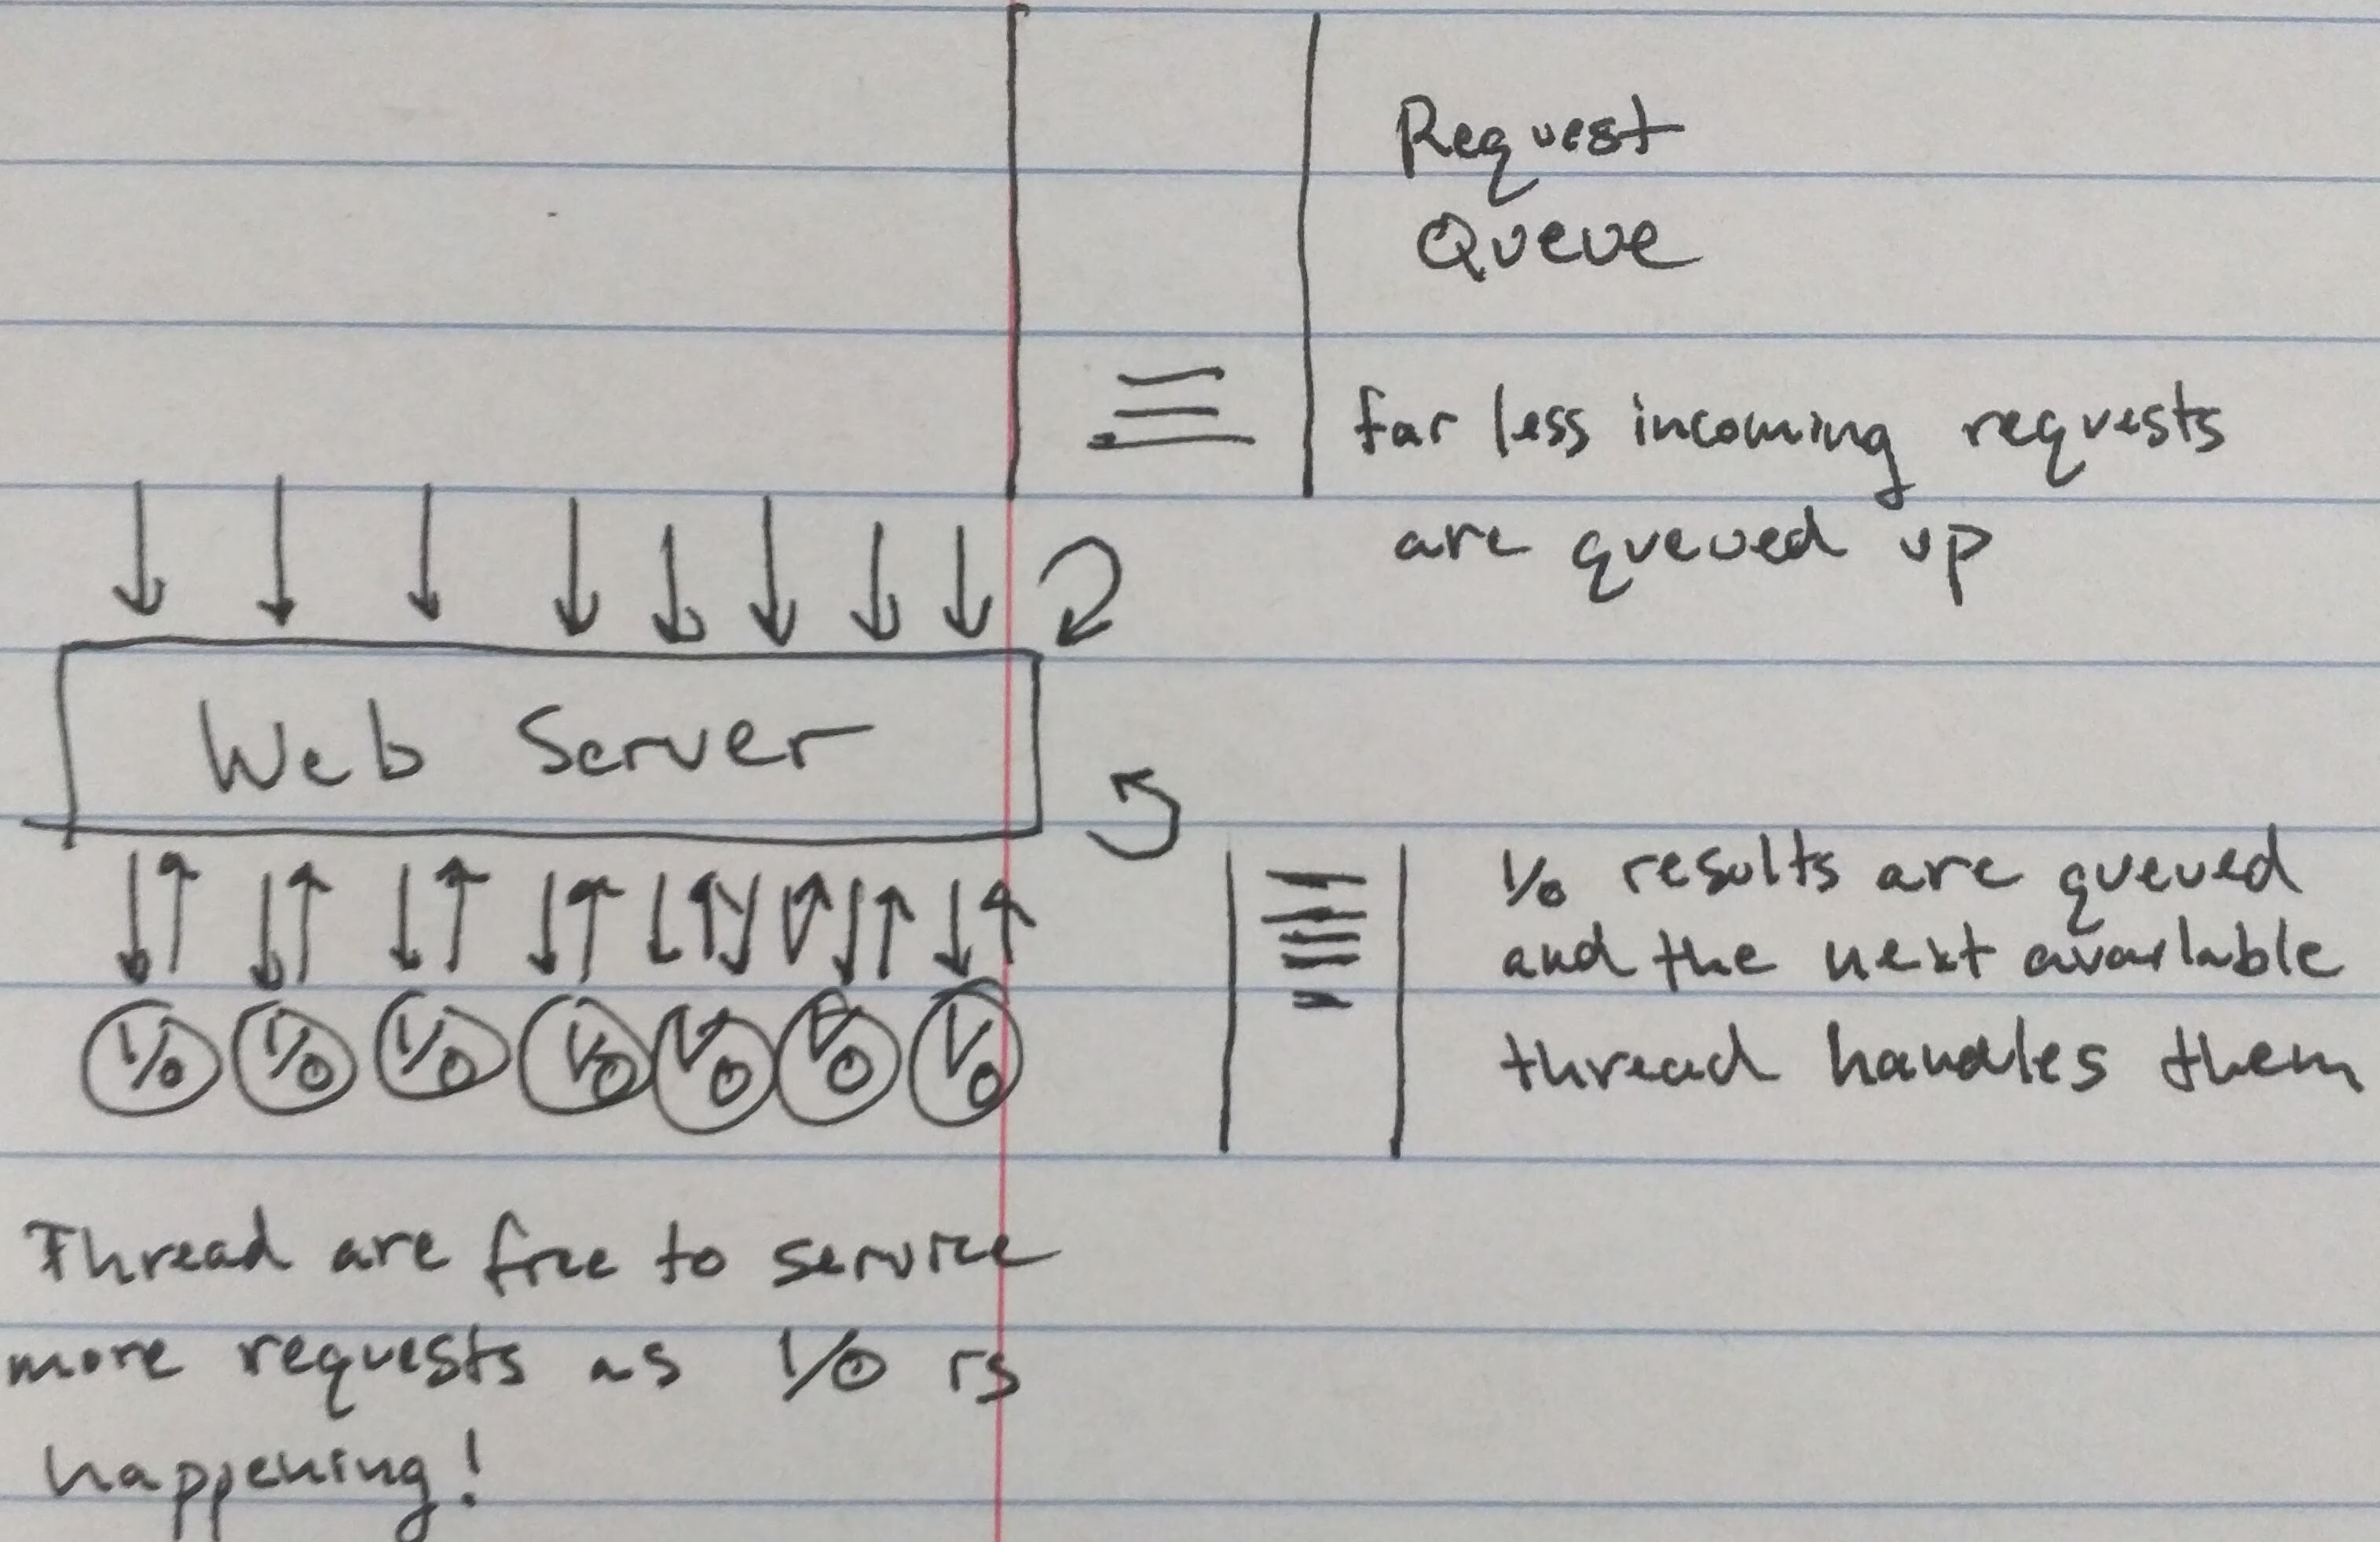 Request
Queue
far less incoming requests
are queued up
Web Server
I/O results are queued
and the next available
thread handles them
I/O I/O I/O I/O I/O I/O I/O
Thread are free to service
more requests as I/O is
happening!